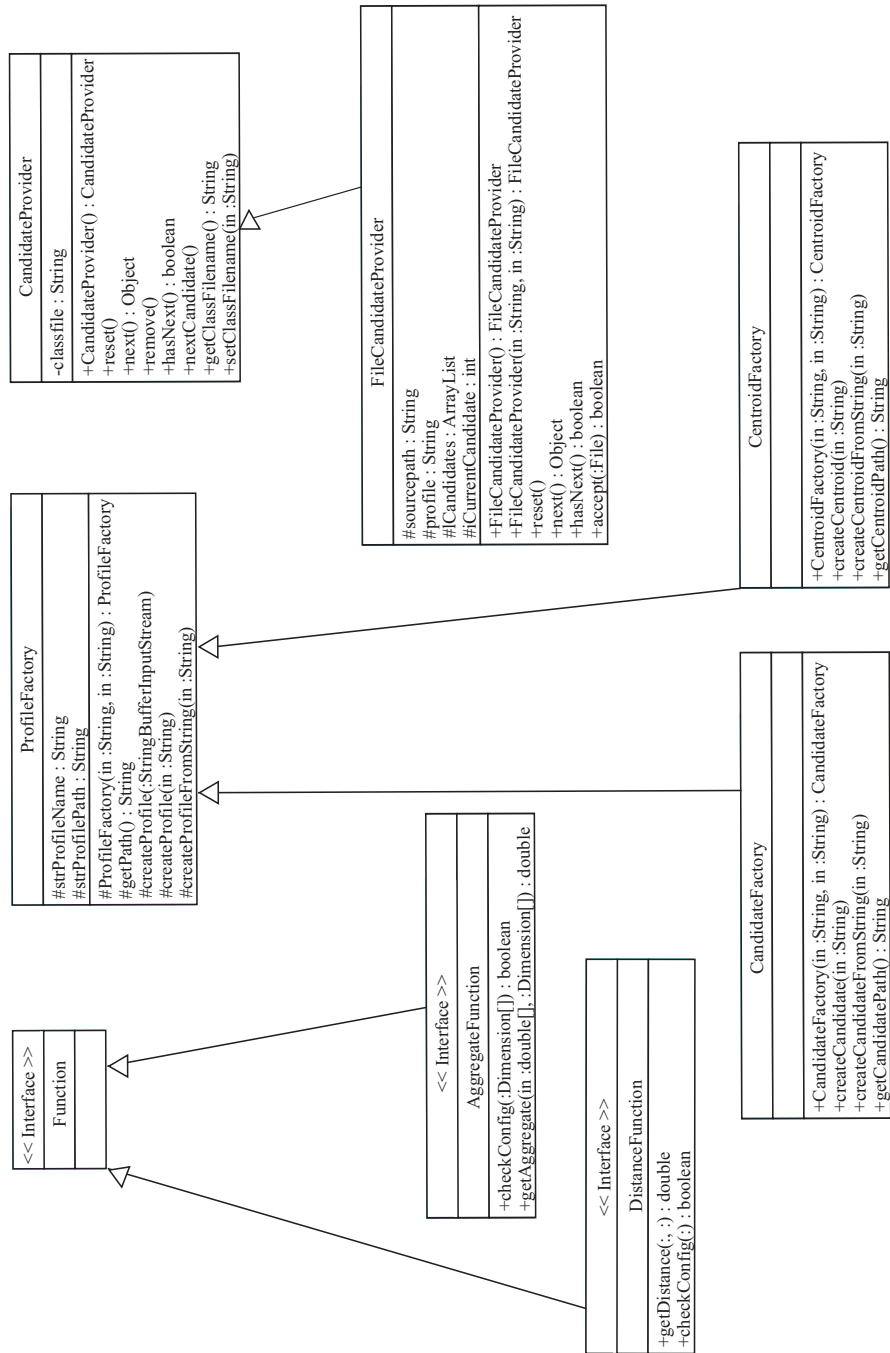 << Interface >>
Function
ProfileFactory
#strProfileName : String
#strProfilePath : String
#ProfileFactory(in :String, in :String) : ProfileFactory
#getPath() : String
#createProfile(:StringBufferInputStream)
#createProfile(in :String)
#createProfileFromString(in :String)
CandidateProvider
-classfile : String
+CandidateProvider() : CandidateProvider
+reset()
+next() : Object
+remove()
+hasNext() : boolean
+nextCandidate()
+getClassFilename() : String
+setClassFilename(in :String)
<< Interface >>
AggregateFunction
+checkConfig(:Dimension[]) : boolean
+getAggregate(in :double[], :Dimension[]) : double
FileCandidateProvider
#sourcepath : String
#profile : String
#lCandidates : ArrayList
#iCurrentCandidate : int
+FileCandidateProvider() : FileCandidateProvider
+FileCandidateProvider(in :String, in :String) : FileCandidateProvider
+reset()
+next() : Object
+hasNext() : boolean
+accept(:File) : boolean
<< Interface >>
DistanceFunction
+getDistance(:, :) : double
+checkConfig(:) : boolean
CandidateFactory
+CandidateFactory(in :String, in :String) : CandidateFactory
+createCandidate(in :String)
+createCandidateFromString(in :String)
+getCandidatePath() : String
CentroidFactory
+CentroidFactory(in :String, in :String) : CentroidFactory
+createCentroid(in :String)
+createCentroidFromString(in :String)
+getCentroidPath() : String